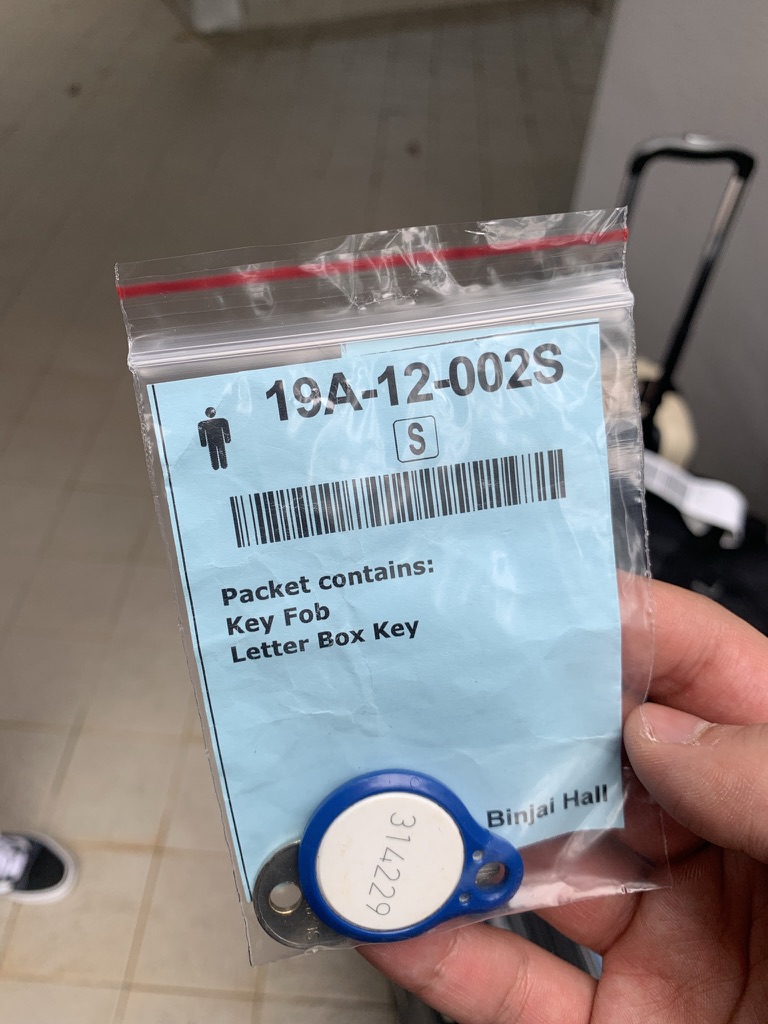 19A-12-002S
S
Packet contains:
Key Fob
Letter Box Key
Binjai Hall
314229